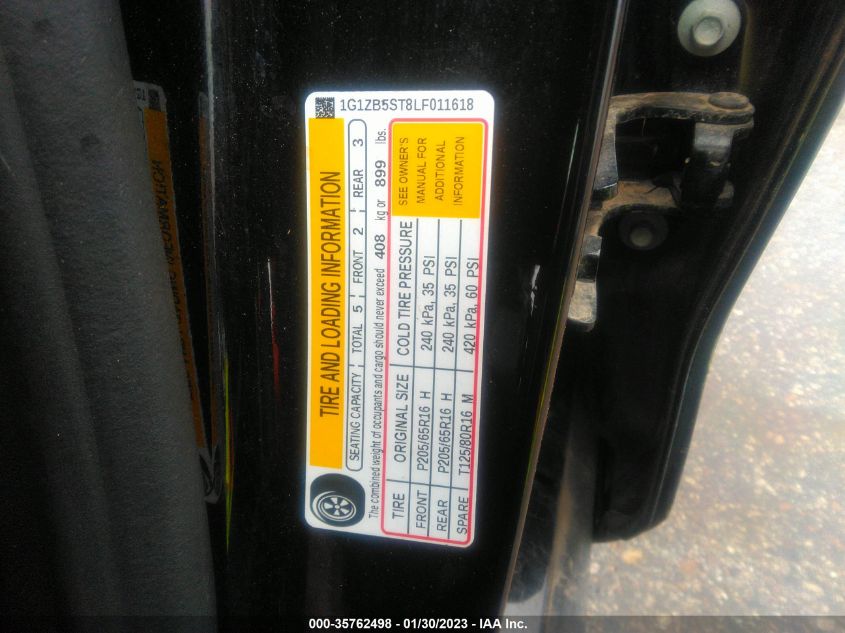 1G1ZB5ST8LF011618
TIRE AND LOADING INFORMATION
SEATING CAPACITY TOTAL 5 FRONT 2 REAR 3
The combined weight of occupants and cargo should never exceed 408 kg or 899 lbs.
TIRE ORIGINAL SIZE COLD TIRE PRESSURE SEE OWNER'S
FRONT P205/65R16 H 240 kPa, 35 PSI MANUAL FOR
REAR P205/65R16 H 240 kPa, 35 PSI ADDITIONAL
SPARE T125/80R16 M 420 kPa, 60 PSI INFORMATION
000-35762498 - 01/30/2023 - IAA Inc.